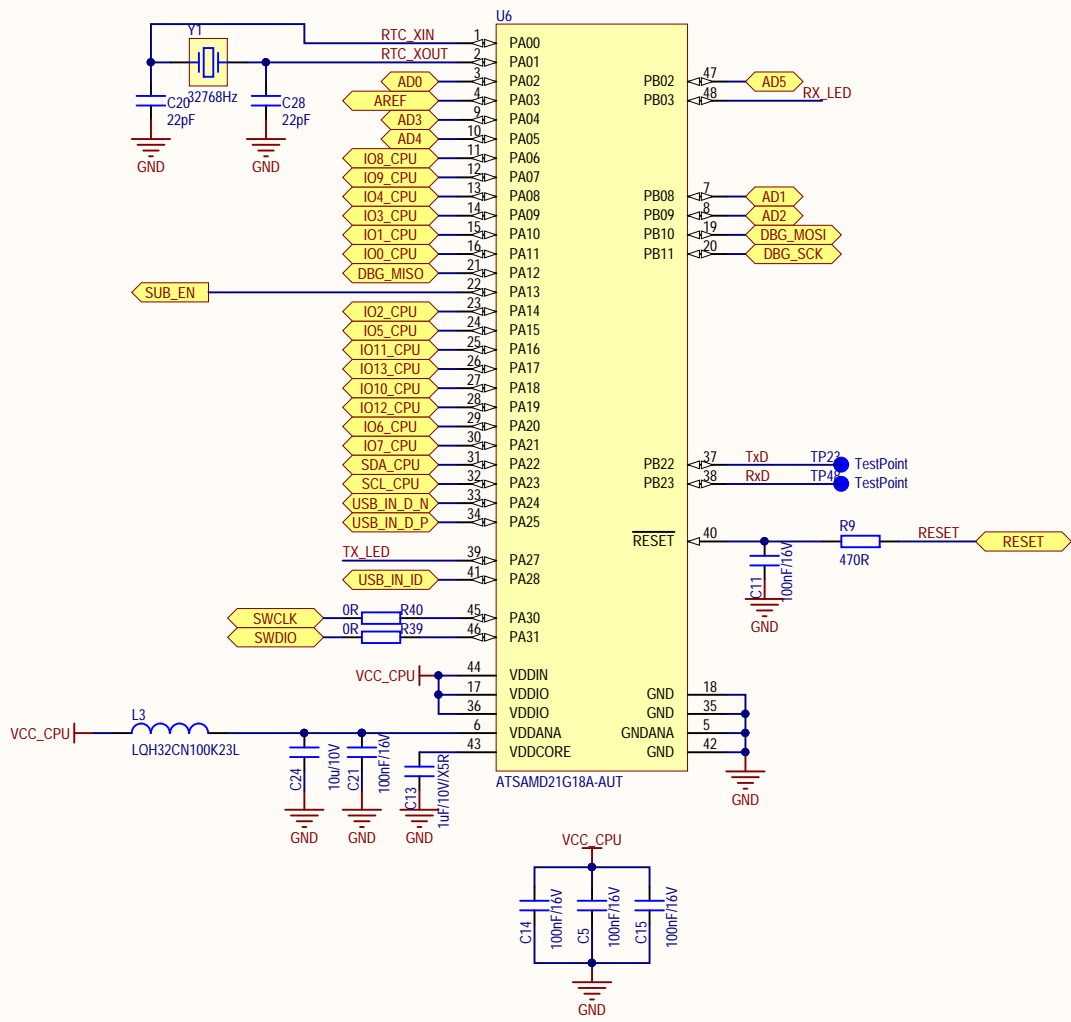 U6
Y1
32768Hz
C20
22pF
C28
22pF
GND
GND
RTC_XIN 1 PA00
RTC_XOUT 2 PA01
AD0 3 PA02
AREF 4 PA03
AD3 9 PA04
AD4 10 PA05
IO8_CPU 11 PA06
IO9_CPU 12 PA07
IO4_CPU 13 PA08
IO3_CPU 14 PA09
IO1_CPU 15 PA10
IO0_CPU 16 PA11
DBG_MISO 21 PA12
SUB_EN 22 PA13
IO2_CPU 23 PA14
IO5_CPU 24 PA15
IO11_CPU 25 PA16
IO13_CPU 26 PA17
IO10_CPU 27 PA18
IO12_CPU 28 PA19
IO6_CPU 29 PA20
IO7_CPU 30 PA21
SDA_CPU 31 PA22
SCL_CPU 32 PA23
USB_IN_D_N 33 PA24
USB_IN_D_P 34 PA25
TX_LED 39 PA27
USB_IN_ID 41 PA28
SWCLK 0R R40 45 PA30
SWDIO 0R R39 46 PA31
VCC_CPU 44 VDDIN
17 VDDIO
36 VDDIO
6 VDDANA
43 VDDCORE
PB02 47 AD5
PB03 48 RX_LED
PB08 7 AD1
PB09 8 AD2
PB10 19 DBG_MOSI
PB11 20 DBG_SCK
PB22 37 TxD TP23 TestPoint
PB23 38 RxD TP48 TestPoint
RESET 40 R9 RESET RESET
470R
C11
100nF/16V
GND
GND 18
GND 35
GNDANA 5
GND 42
GND
ATSAMD21G18A-AUT
VCC_CPU
L3
LQH32CN100K23L
C24
10u/10V
C21
100nF/16V
C13
1uF/10V/X5R
GND
GND
GND
VCC_CPU
C14
100nF/16V
C5
100nF/16V
C15
100nF/16V
GND